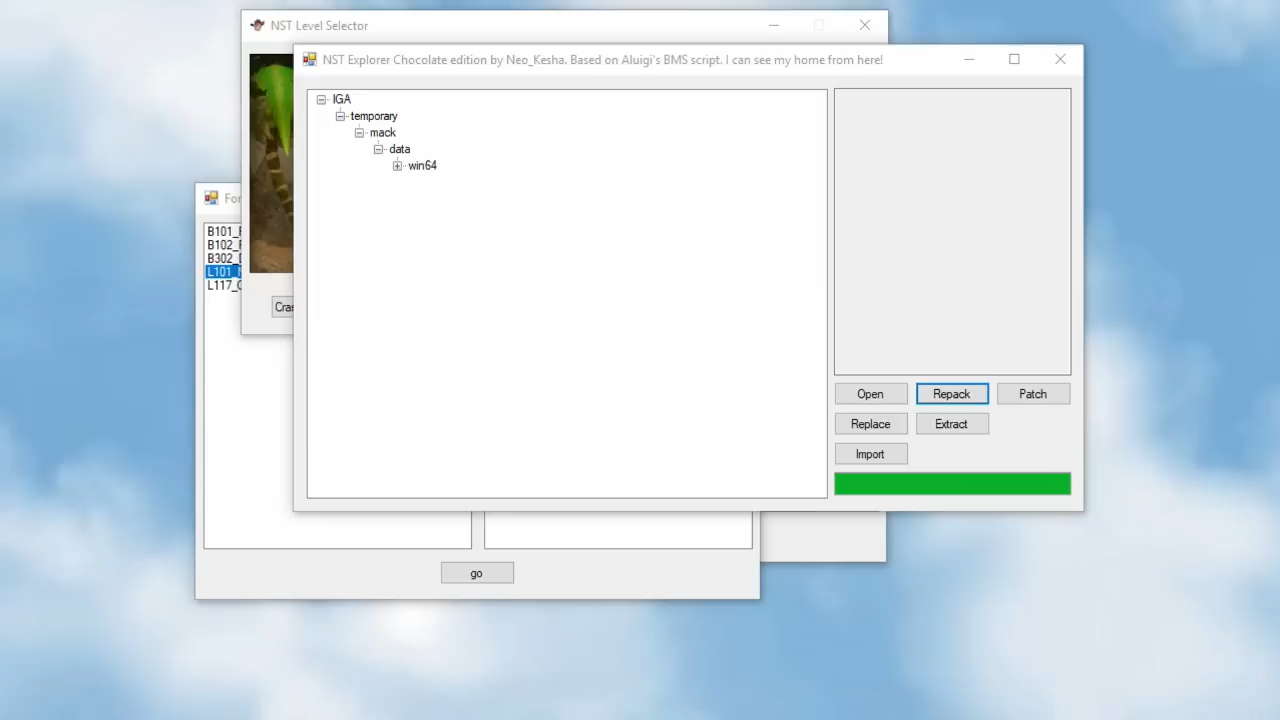 NST Level Selector
NST Explorer Chocolate edition by Neo_Kesha. Based on Aluigi's BMS script. I can see my home from here!
IGA
temporary
mack
data
win64
B101_
B102_
B302_
L101_
L117_
Open
Repack
Patch
Replace
Extract
Import
go